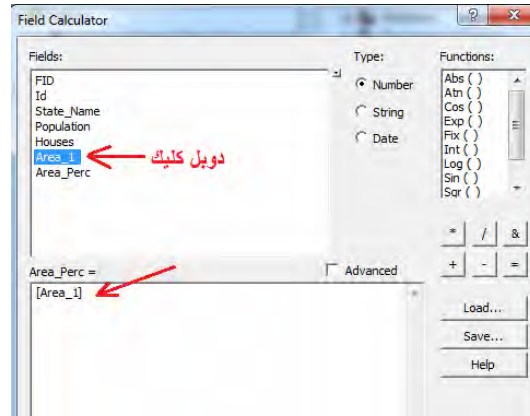 Field Calculator
Fields:
Type:
Functions:
FID
Id
State_Name
Population
Houses
Area_1
Area_Perc
دوبل كليك
Number
String
Date
Abs ( )
Atn ( )
Cos ( )
Exp ( )
Fix ( )
Int ( )
Log ( )
Sin ( )
Sqr ( )
* / &
+ - =
Area_Perc =
Advanced
[Area_1]
Load...
Save...
Help